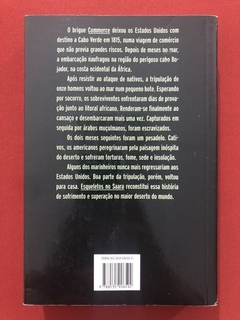 O brigue Commerce deixou os Estados Unidos com
destino a Cabo Verde em 1815, numa viagem de comércio
que não previa grandes riscos. Depois de meses no mar,
a embarcação naufragou na região do perigoso cabo Bo-
jador, na costa ocidental da África.
Após resistir ao ataque de nativos, a tripulação de
onze homens voltou ao mar num pequeno bote. Esperando
por socorro, os sobreviventes enfrentaram dias de prova-
ção junto ao litoral africano. Renderam-se finalmente ao
cansaço e desembarcaram mais uma vez. Capturados em
seguida por árabes muçulmanos, foram escravizados.
Os dois meses seguintes foram um pesadelo. Cati-
vos, os americanos peregrinaram pela paisagem inóspita
do deserto e sofreram torturas, fome, sede e insolação.
Alguns dos marinheiros nunca mais regressaram aos
Estados Unidos. Boa parte da tripulação, porém, voltou
para casa. Esqueletos no Saara reconstitui essa história
de sofrimento e superação no maior deserto do mundo.